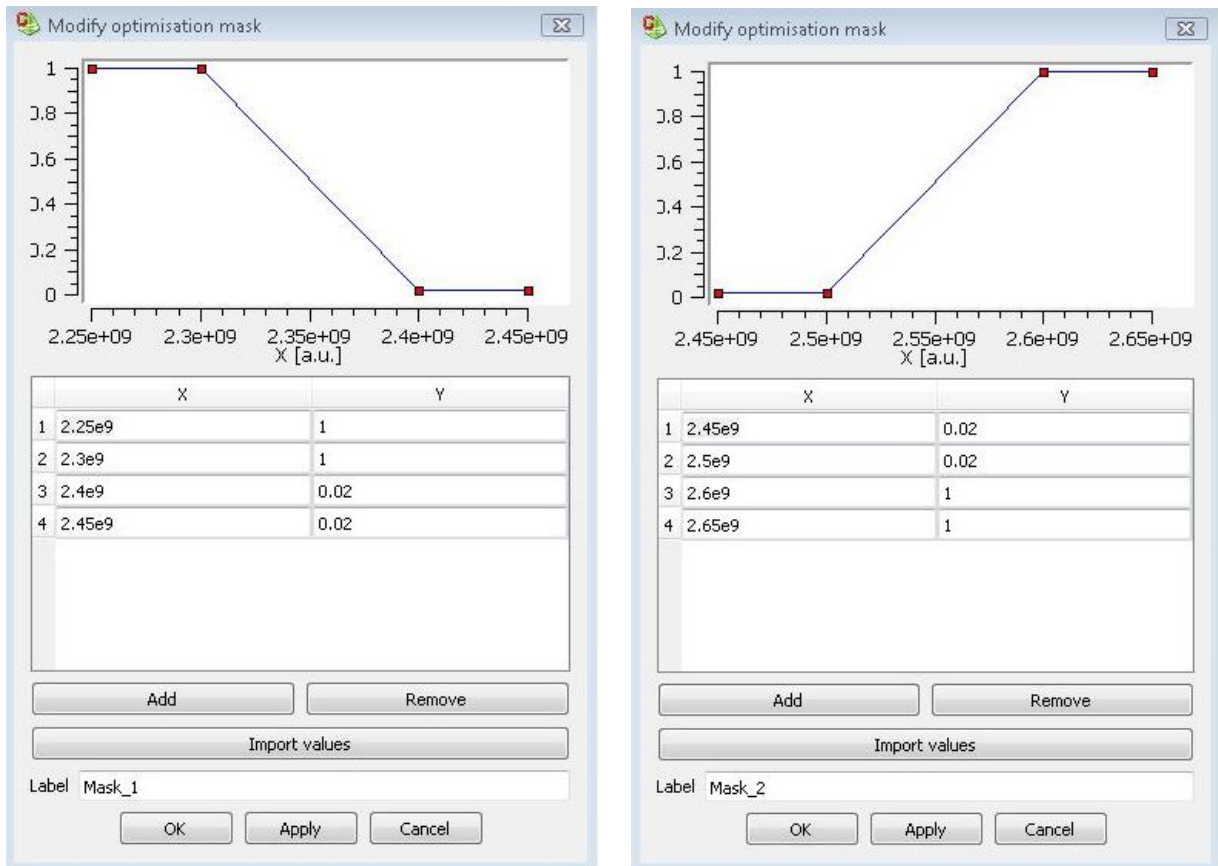 Modify optimisation mask
1
0.8
0.6
0.4
0.2
0
2.25e+09 2.3e+09 2.35e+09 2.4e+09 2.45e+09
X [a.u.]
X Y
1 2.25e9 1
2 2.3e9 1
3 2.4e9 0.02
4 2.45e9 0.02
Add Remove
Import values
Label Mask_1
OK Apply Cancel
Modify optimisation mask
1
0.8
0.6
0.4
0.2
0
2.45e+09 2.5e+09 2.55e+09 2.6e+09 2.65e+09
X [a.u.]
X Y
1 2.45e9 0.02
2 2.5e9 0.02
3 2.6e9 1
4 2.65e9 1
Add Remove
Import values
Label Mask_2
OK Apply Cancel